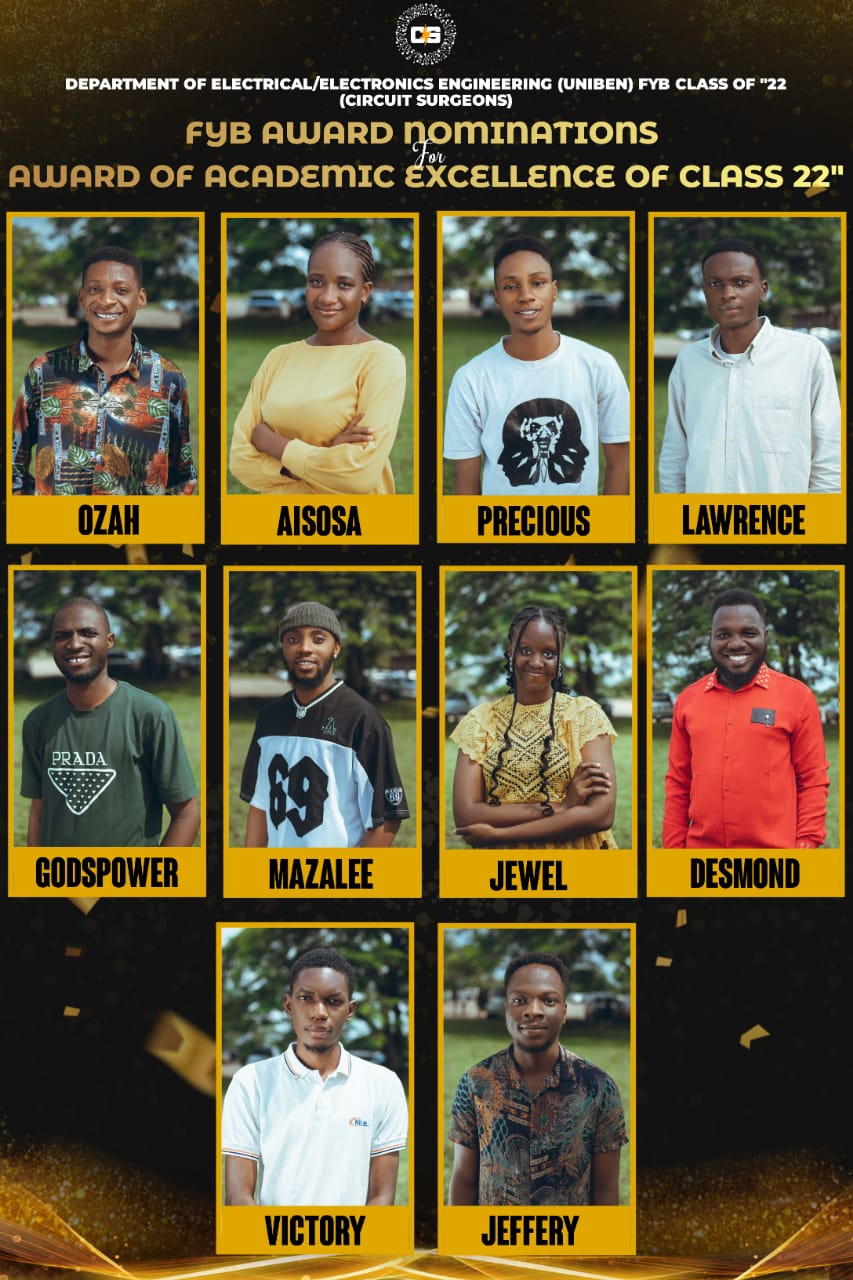 CS
DEPARTMENT OF ELECTRICAL/ELECTRONICS ENGINEERING (UNIBEN) FYB CLASS OF "22
(CIRCUIT SURGEONS)
FYB AWARD NOMINATIONS
For
AWARD OF ACADEMIC EXCELLENCE OF CLASS 22"
OZAH
AISOSA
PRECIOUS
LAWRENCE
PRADA
69
69
GODSPOWER
MAZALEE
JEWEL
DESMOND
VICTORY
JEFFERY